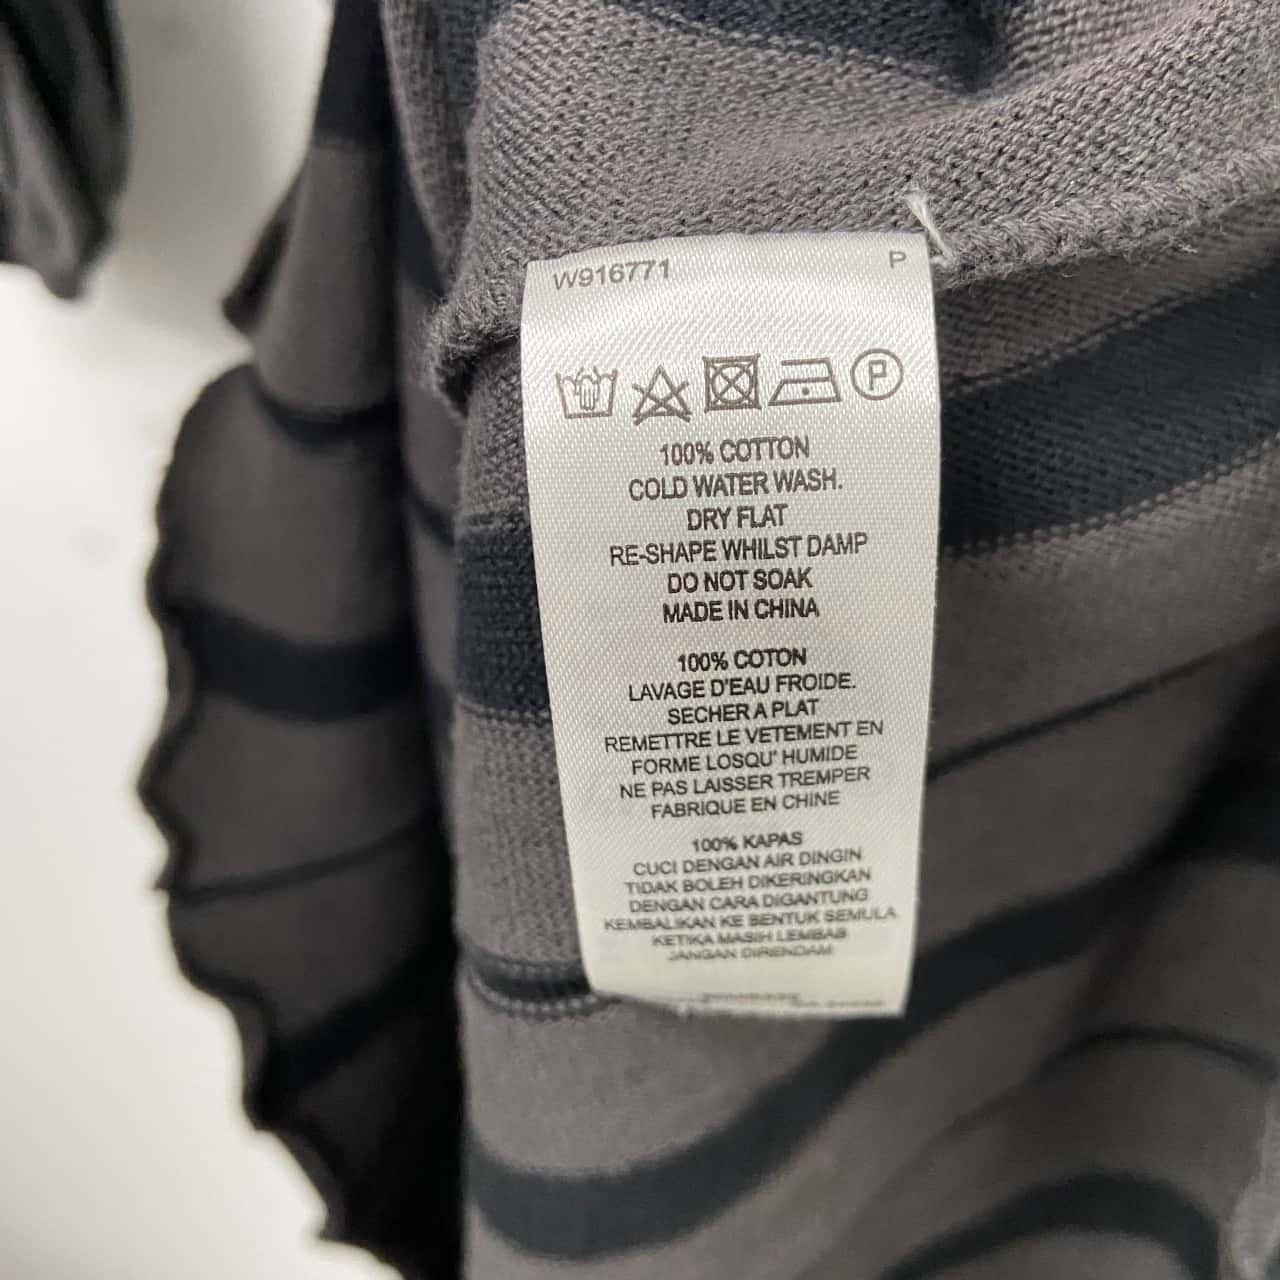 W916771 P
P
100% COTTON
COLD WATER WASH.
DRY FLAT
RE-SHAPE WHILST DAMP
DO NOT SOAK
MADE IN CHINA
100% COTON
LAVAGE D'EAU FROIDE.
SECHER A PLAT
REMETTRE LE VETEMENT EN
FORME LOSQU' HUMIDE
NE PAS LAISSER TREMPER
FABRIQUE EN CHINE
100% KAPAS
CUCI DENGAN AIR DINGIN
TIDAK BOLEH DIKERINGKAN
DENGAN CARA DIGANTUNG
KEMBALIKAN KE BENTUK SEMULA
KETIKA MASIH LEMBAB
JANGAN DIRENDAM